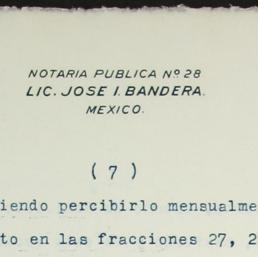 NOTARIA PUBLICA Nº 28
LIC. JOSE I. BANDERA.
MEXICO.
( 7 )
iendo percibirlo mensualme
to en las fracciones 27, 2